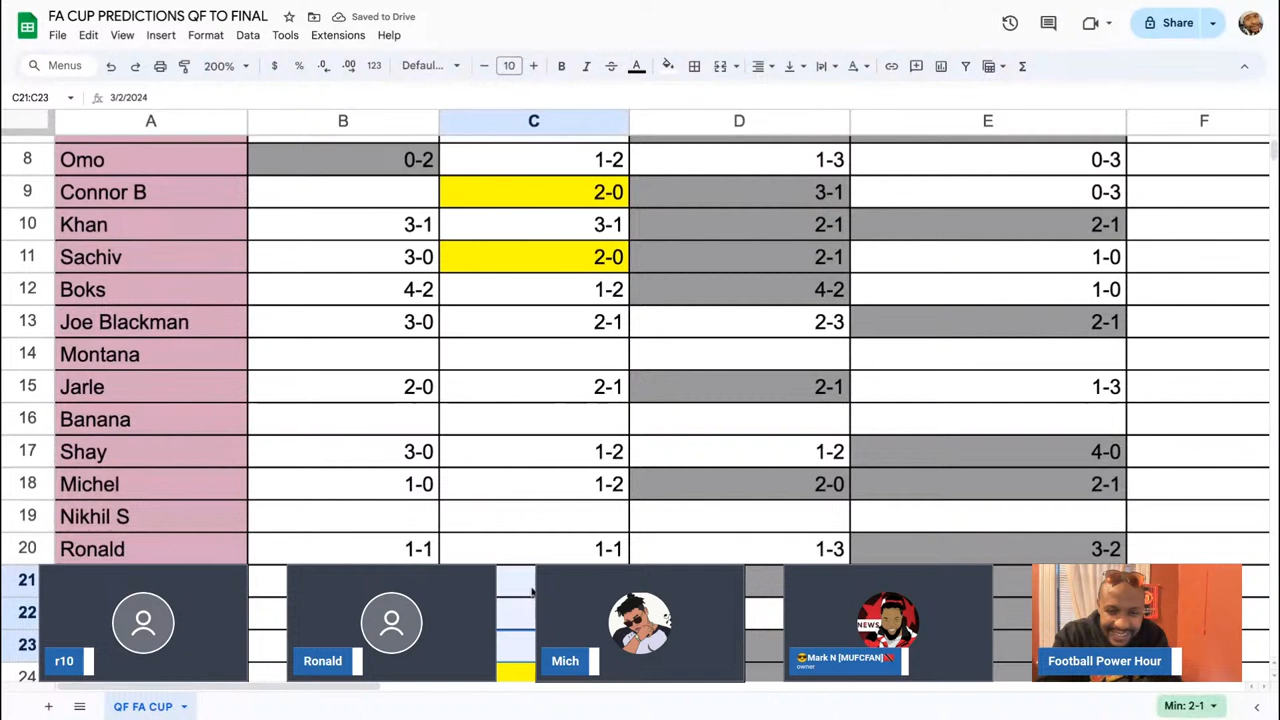 FA CUP PREDICTIONS QF TO FINAL
Saved to Drive
File Edit View Insert Format Data Tools Extensions Help
Share
Menus 200% $ % .0 .00 123 Defaul... 10 B I S A
C21:C23 fx 3/2/2024
A B C D E F
8 Omo 0-2 1-2 1-3 0-3
9 Connor B 2-0 3-1 0-3
10 Khan 3-1 3-1 2-1 2-1
11 Sachiv 3-0 2-0 2-1 1-0
12 Boks 4-2 1-2 4-2 1-0
13 Joe Blackman 3-0 2-1 2-3 2-1
14 Montana
15 Jarle 2-0 2-1 2-1 1-3
16 Banana
17 Shay 3-0 1-2 1-2 4-0
18 Michel 1-0 1-2 2-0 2-1
19 Nikhil S
20 Ronald 1-1 1-1 1-3 3-2
21
22
23
24
NEWS
r10 Ronald Mich 😎Mark N [MUFCFAN]🇹🇹 Football Power Hour
owner
QF FA CUP
Min: 2-1